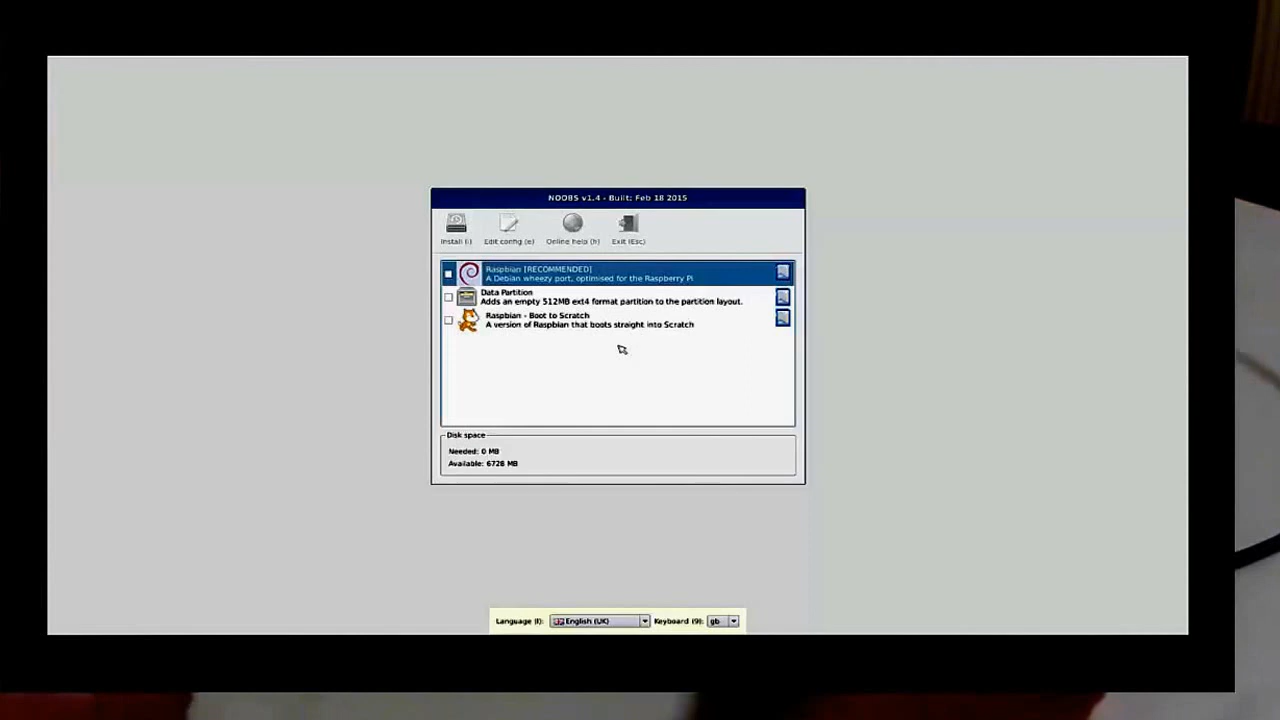 NOOBS v1.4 - Built: Feb 18 2015
Install (i) Edit config (e) Online help (h) Exit (Esc)
Raspbian [RECOMMENDED]
A Debian wheezy port, optimised for the Raspberry Pi
Data Partition
Adds an empty 512MB ext4 format partition to the partition layout.
Raspbian - Boot to Scratch
A version of Raspbian that boots straight into Scratch
Disk space
Needed: 0 MB
Available: 6728 MB
Language (l): English (UK) Keyboard (9): gb